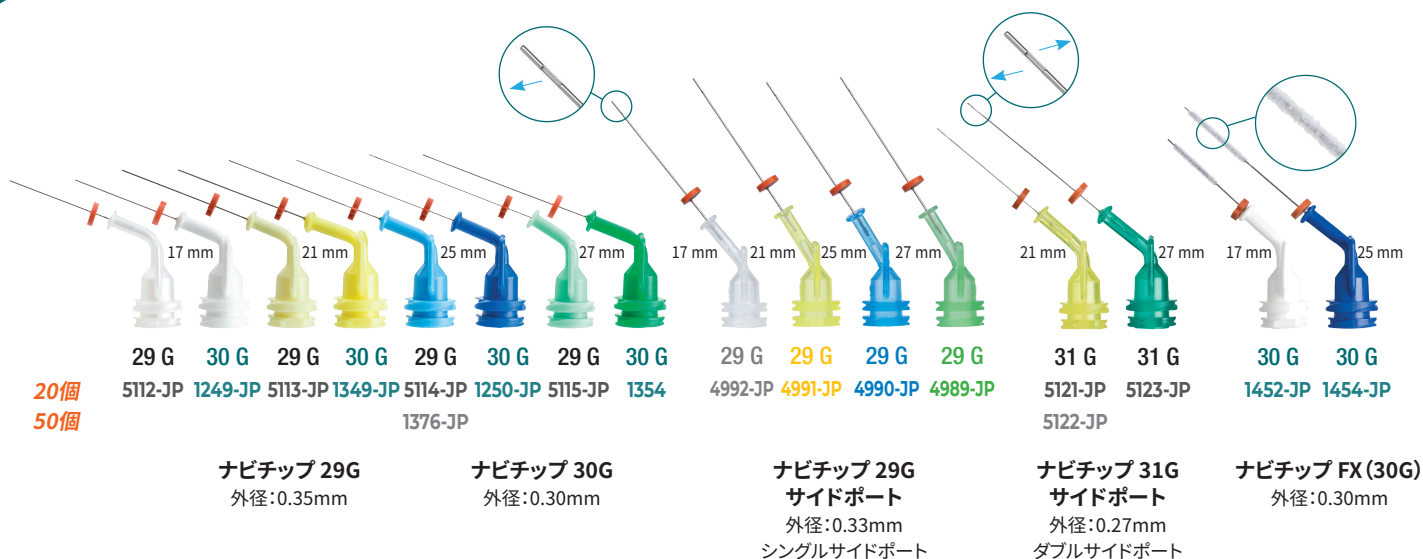 17 mm
21 mm
25 mm
27 mm
17 mm
21 mm
25 mm
27 mm
21 mm
27 mm
17 mm
25 mm
29 G 30 G 29 G 30 G 29 G 30 G 29 G 30 G
29 G 29 G 29 G 29 G
31 G 31 G
30 G 30 G
20個 5112-JP 1249-JP 5113-JP 1349-JP 5114-JP 1250-JP 5115-JP 1354
4992-JP 4991-JP 4990-JP 4989-JP
5121-JP 5123-JP
1452-JP 1454-JP
50個 1376-JP
5122-JP
ナビチップ 29G
外径:0.35mm
ナビチップ 30G
外径:0.30mm
ナビチップ 29G
サイドポート
外径:0.33mm
シングルサイドポート
ナビチップ 31G
サイドポート
外径:0.27mm
ダブルサイドポート
ナビチップ FX(30G)
外径:0.30mm